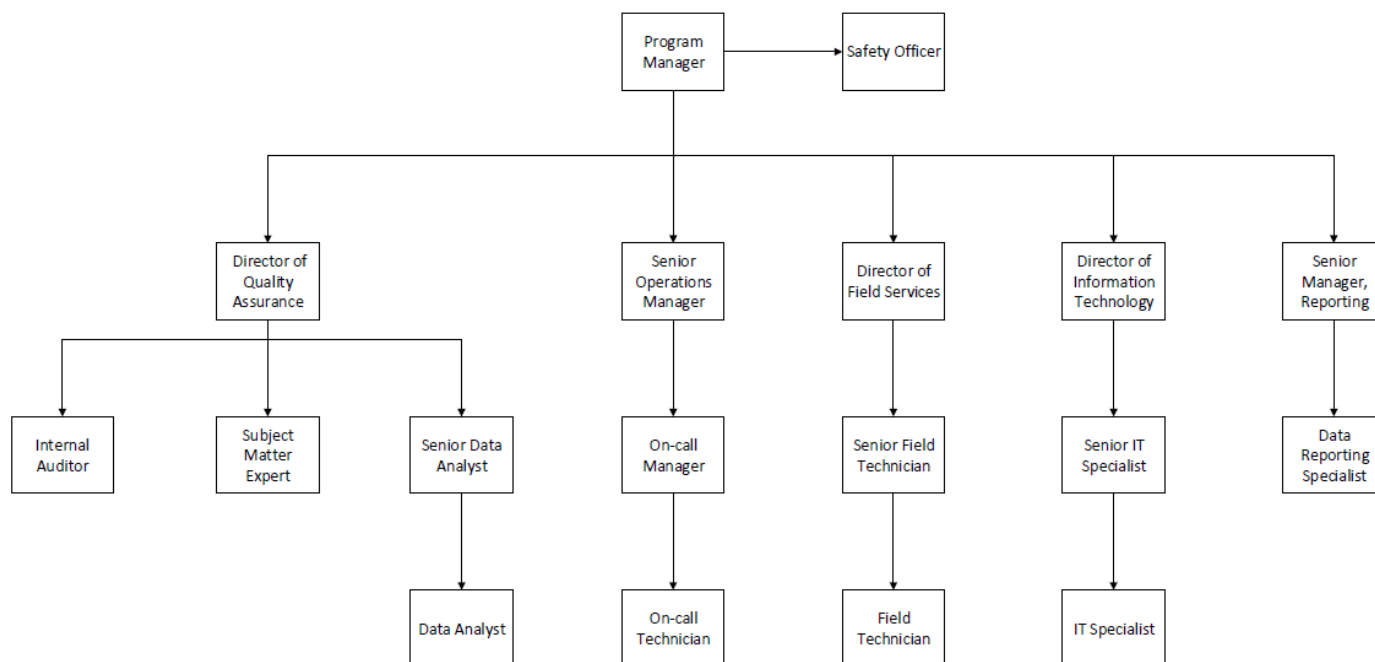 Program
Manager
Safety Officer
Director of
Quality
Assurance
Senior
Operations
Manager
Director of
Field Services
Director of
Information
Technology
Senior
Manager,
Reporting
Internal
Auditor
Subject
Matter
Expert
Senior Data
Analyst
On-call
Manager
Senior Field
Technician
Senior IT
Specialist
Data
Reporting
Specialist
Data Analyst
On-call
Technician
Field
Technician
IT Specialist